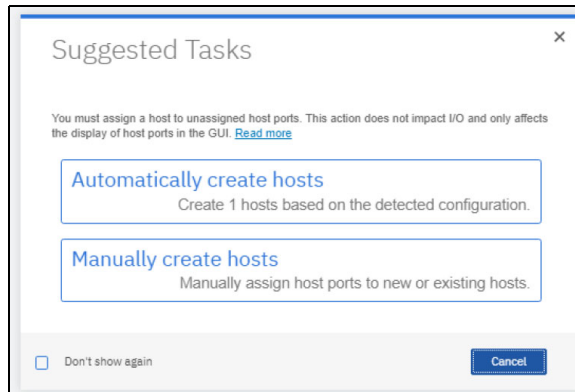 Suggested Tasks
You must assign a host to unassigned host ports. This action does not impact I/O and only affects
the display of host ports in the GUI. Read more
Automatically create hosts
Create 1 hosts based on the detected configuration.
Manually create hosts
Manually assign host ports to new or existing hosts.
Don't show again
Cancel